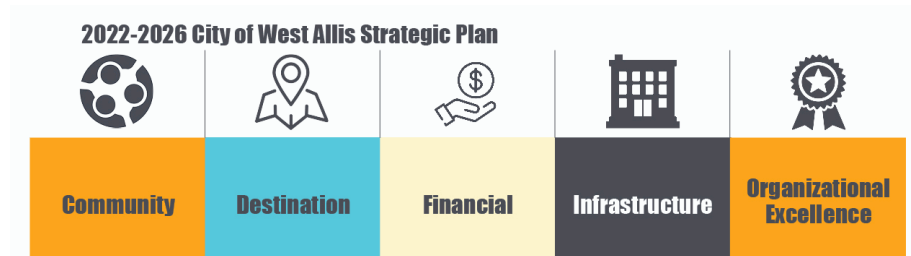 2022-2026 City of West Allis Strategic Plan
$
Community
Destination
Financial
Infrastructure
Organizational
Excellence